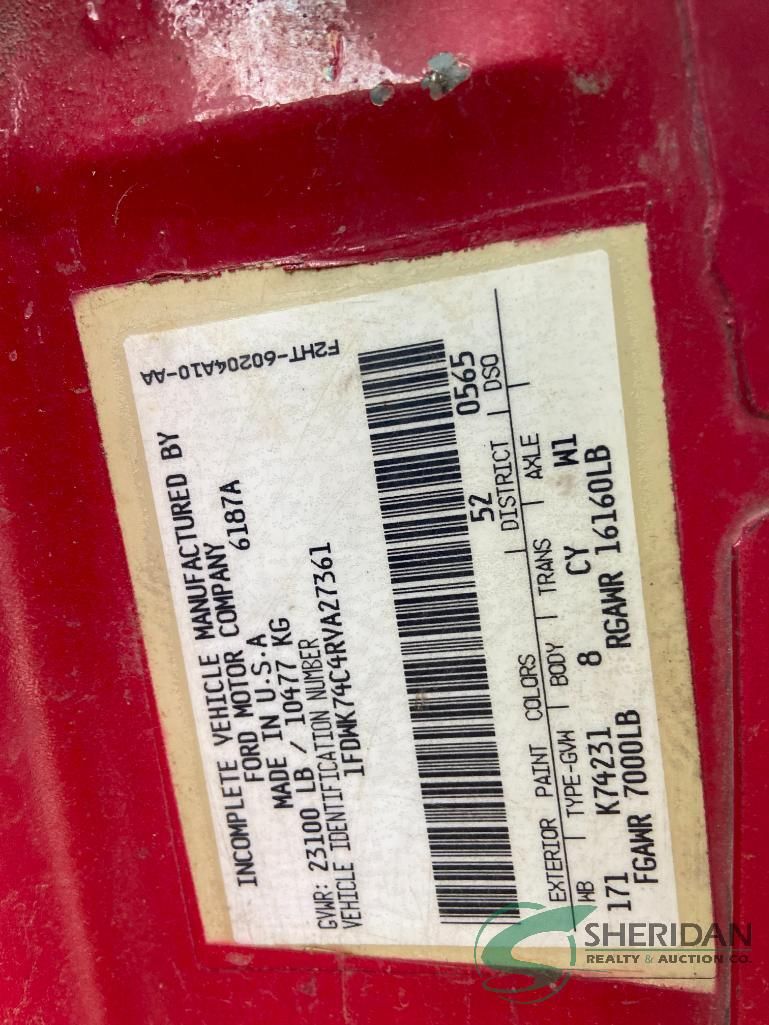 F2HT-60204A10-AA
INCOMPLETE VEHICLE MANUFACTURED BY
FORD MOTOR COMPANY 6187A
MADE IN U.S.A
GVWR: 23100 LB / 10477 KG
VEHICLE IDENTIFICATION NUMBER
1FDWK74C4RVA27361
52 0565
EXTERIOR PAINT COLORS DISTRICT DSO
WB TYPE-GVW BODY TRANS AXLE
171 K74231 8 CY W1
FGAWR 7000LB RGAWR 16160LB
SHERIDAN
REALTY & AUCTION CO.